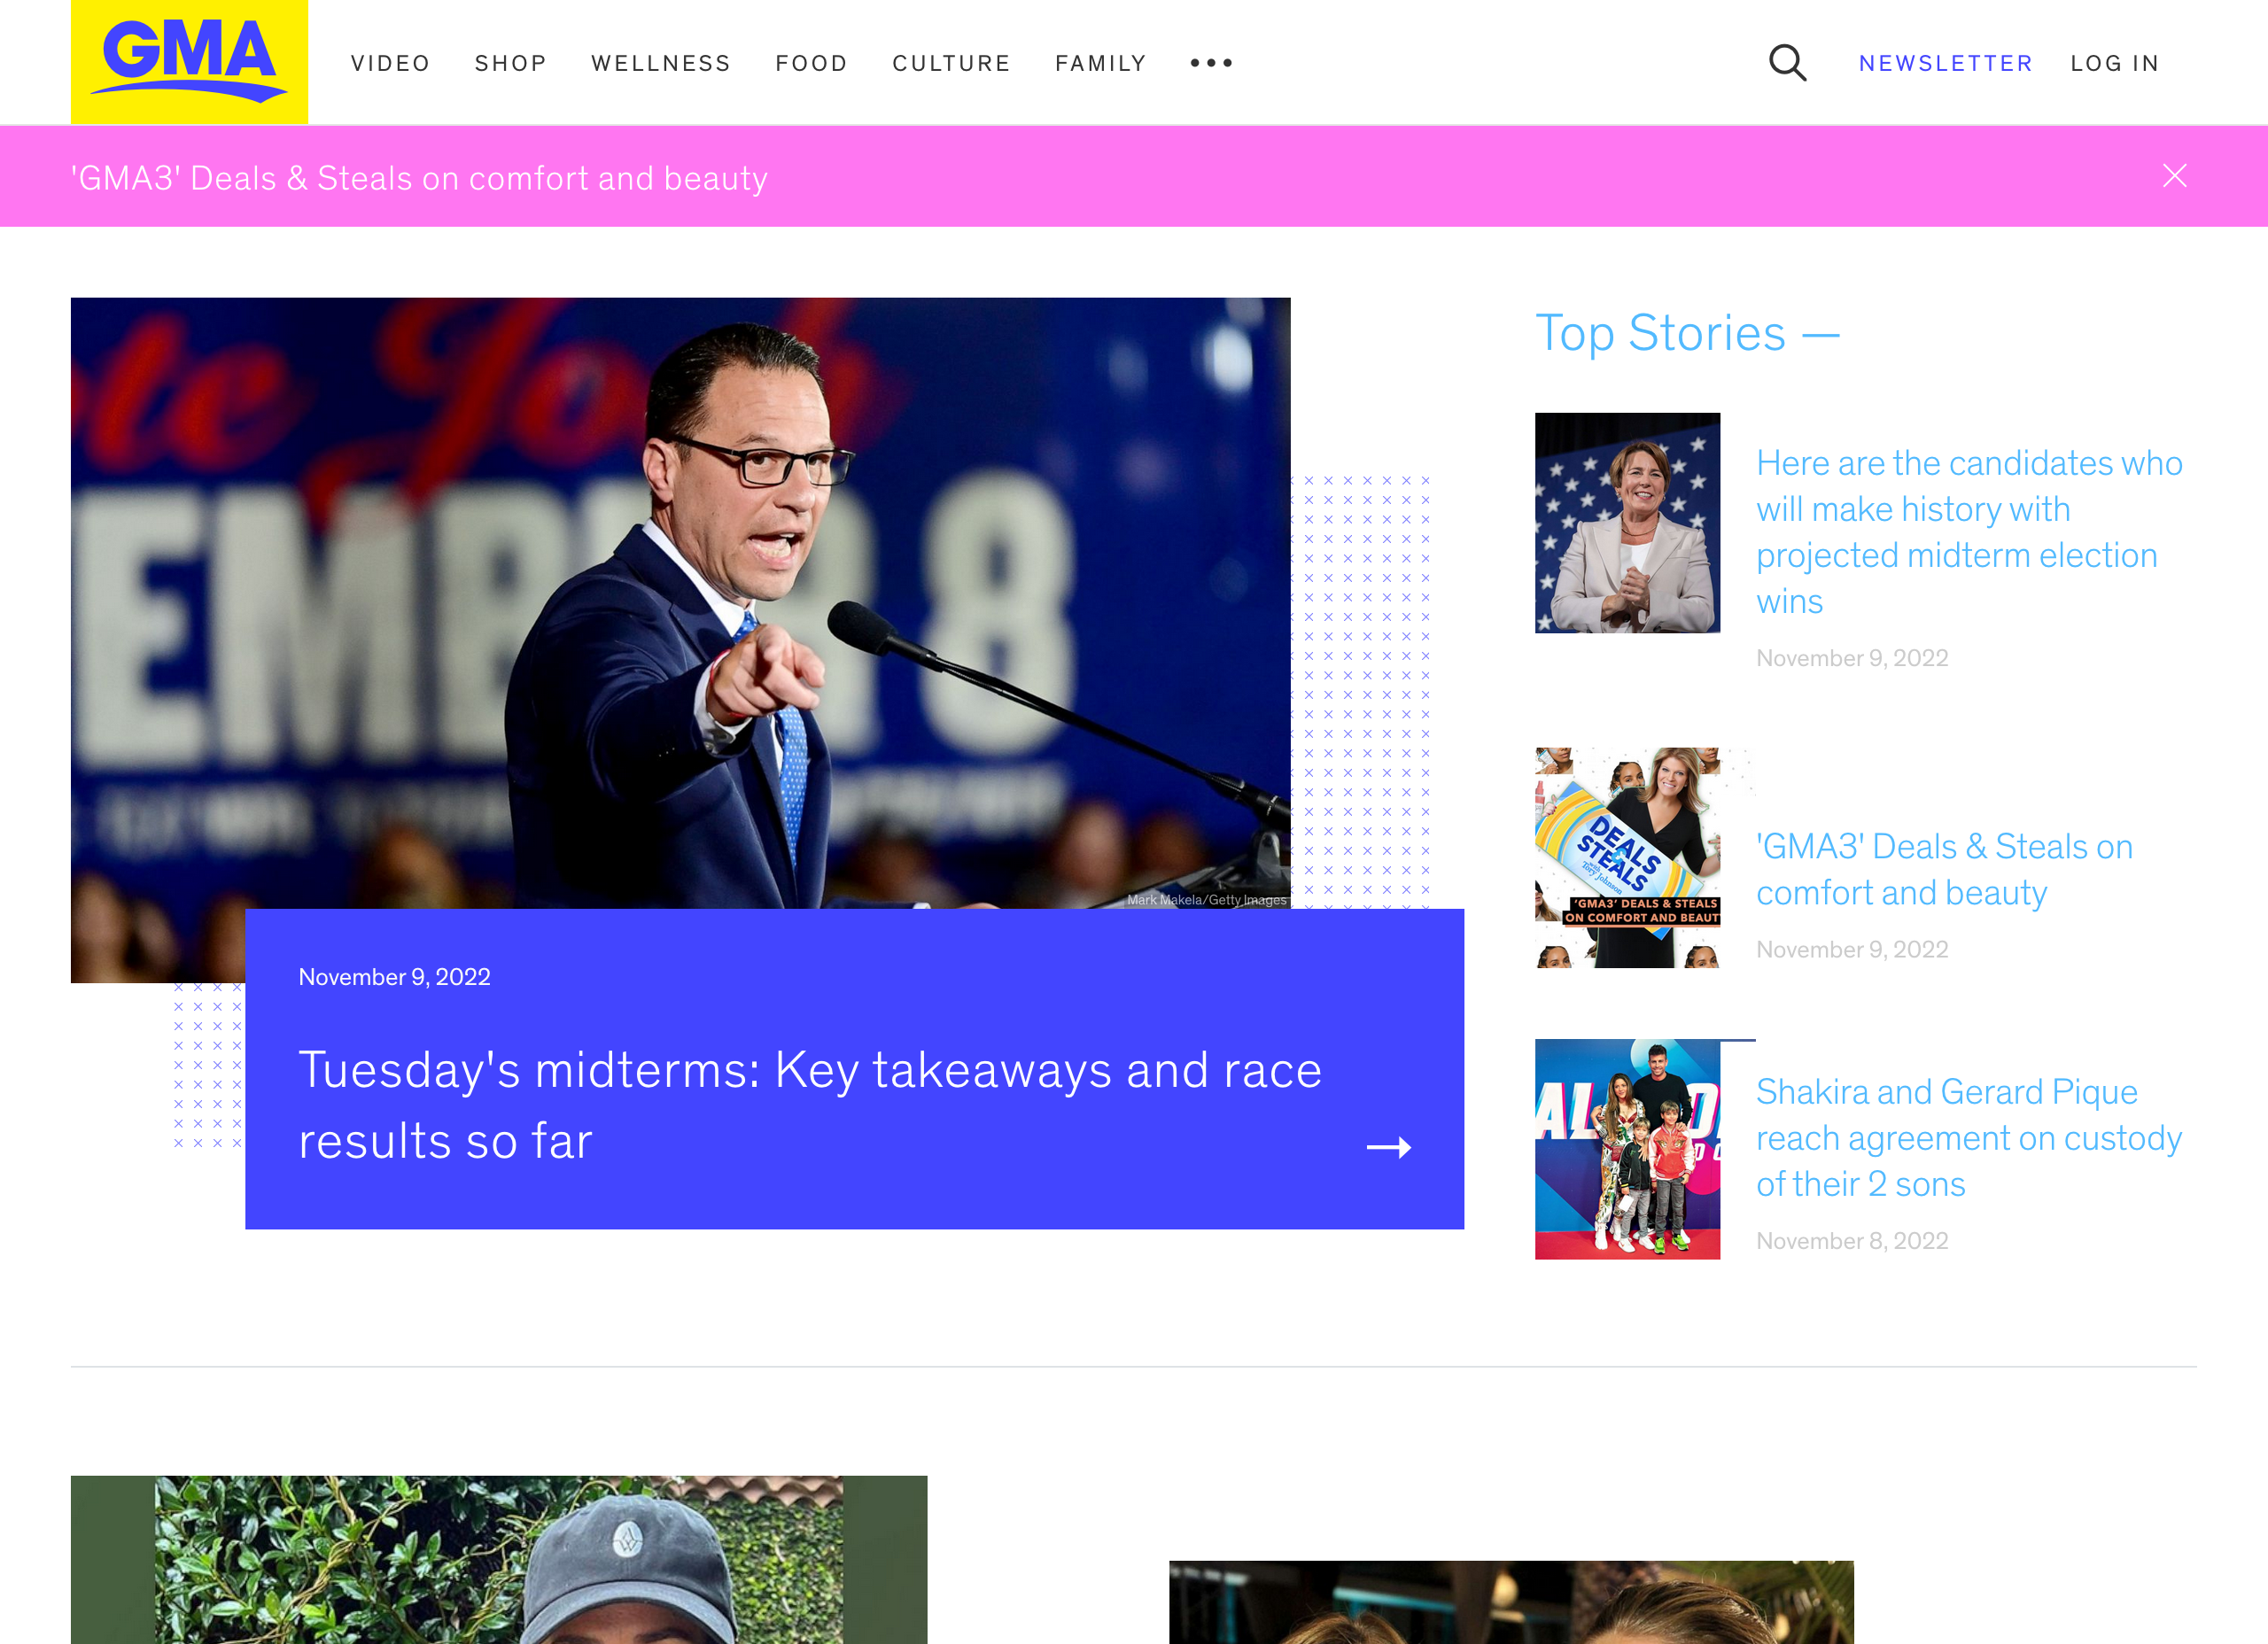 GMA
VIDEO SHOP WELLNESS FOOD CULTURE FAMILY
NEWSLETTER LOG IN
'GMA3' Deals & Steals on comfort and beauty
Mark Makela/Getty Images
November 9, 2022
Tuesday's midterms: Key takeaways and race
results so far
Top Stories —
Here are the candidates who
will make history with
projected midterm election
wins
November 9, 2022
DEALS
&
STEALS
with
Tory Johnson
'GMA3' DEALS & STEALS
ON COMFORT AND BEAUT
'GMA3' Deals & Steals on
comfort and beauty
November 9, 2022
Shakira and Gerard Pique
reach agreement on custody
of their 2 sons
November 8, 2022